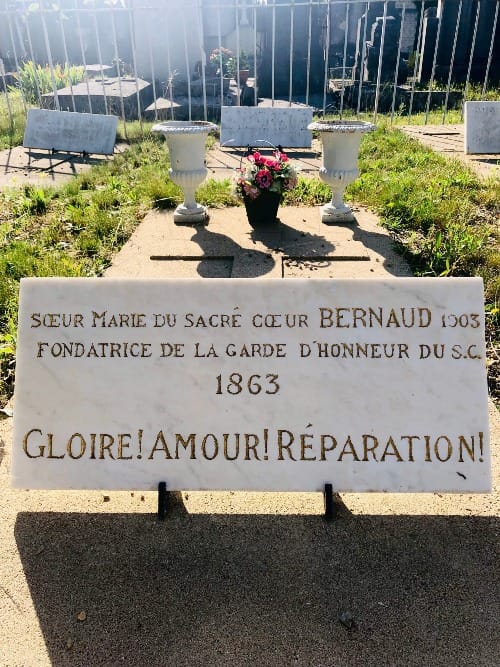 SŒUR MARIE DU SACRÉ CŒUR BERNAUD 1903
FONDATRICE DE LA GARDE D'HONNEUR DU S.C.
1863
GLOIRE! AMOUR! RÉPARATION!